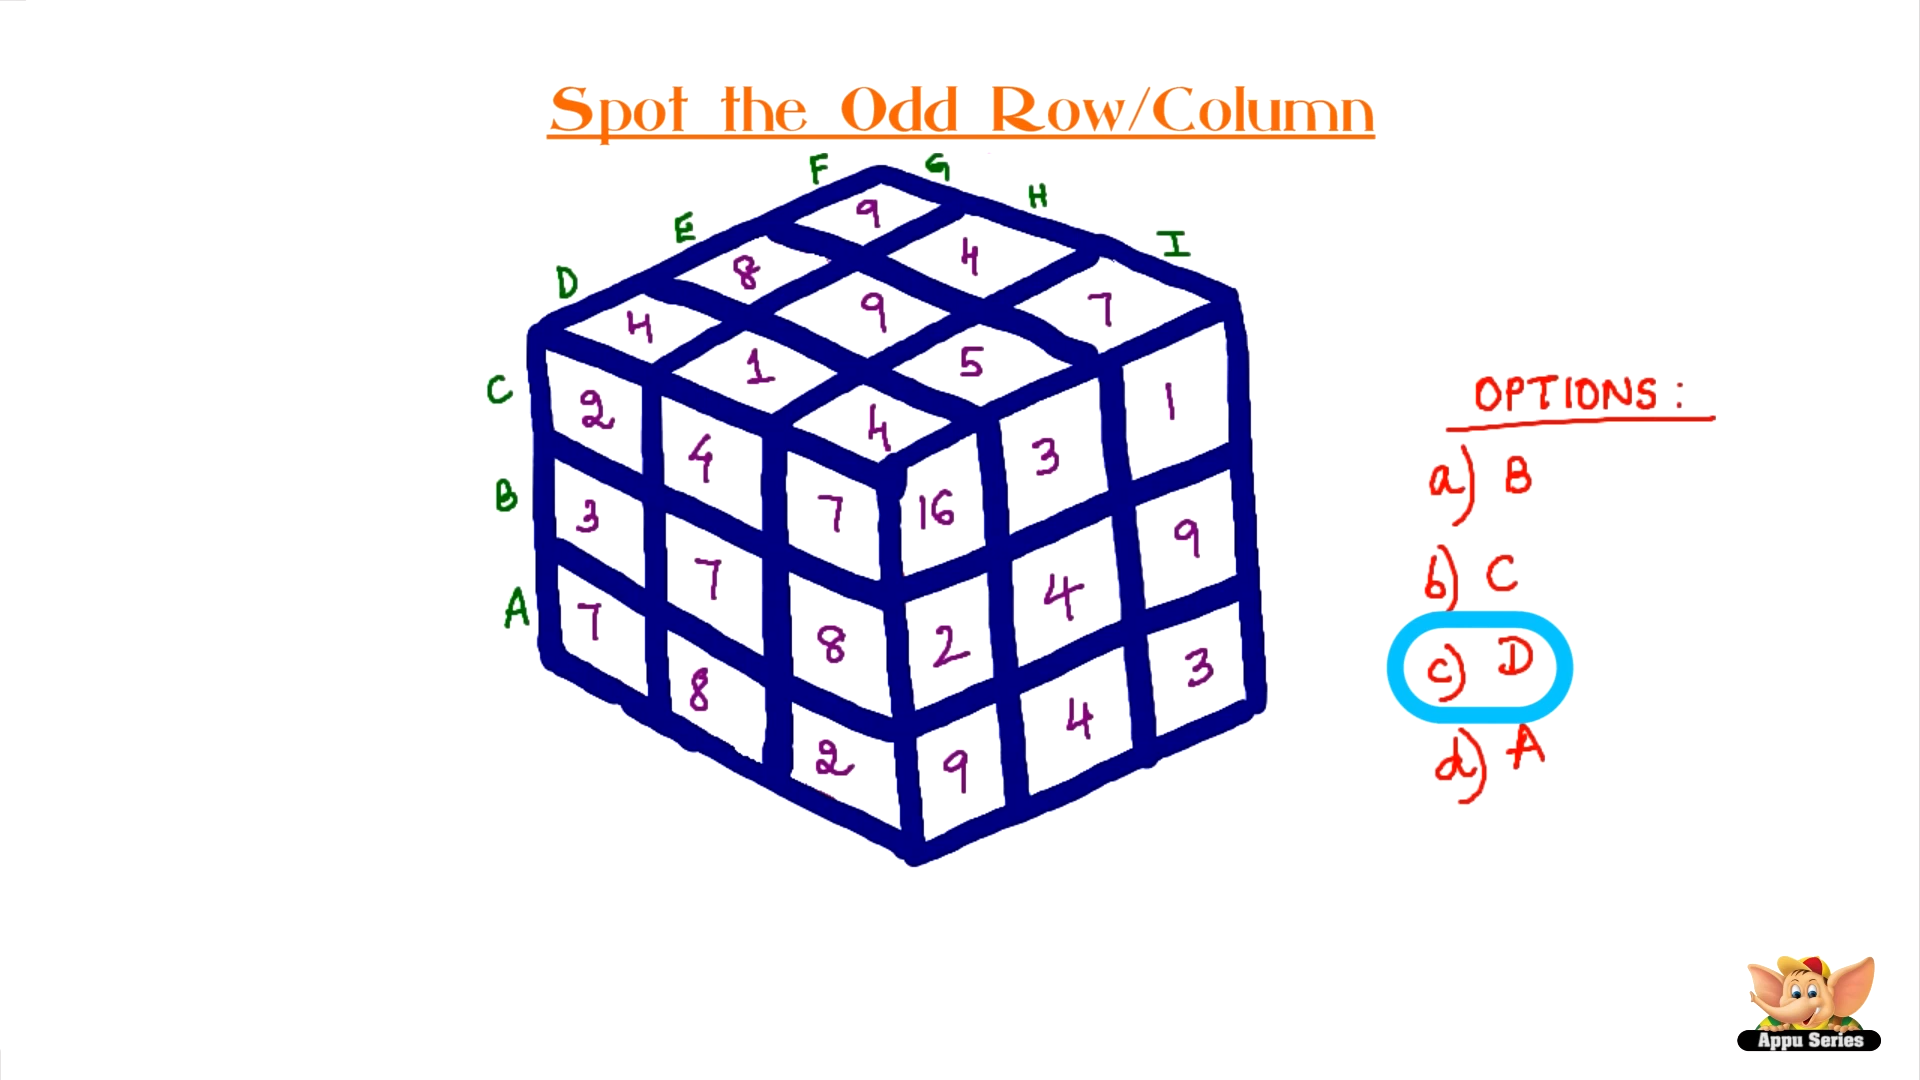 Spot the Odd Row/Column
F G
H
E I
D
9
4
8
7
9
4
5
1
4
C 2 4 7 16 3 1
B 3 7 8 2 4 9
A 7 8 2 9 4 3
OPTIONS:
a) B
b) C
c) D
d) A
Appu Series